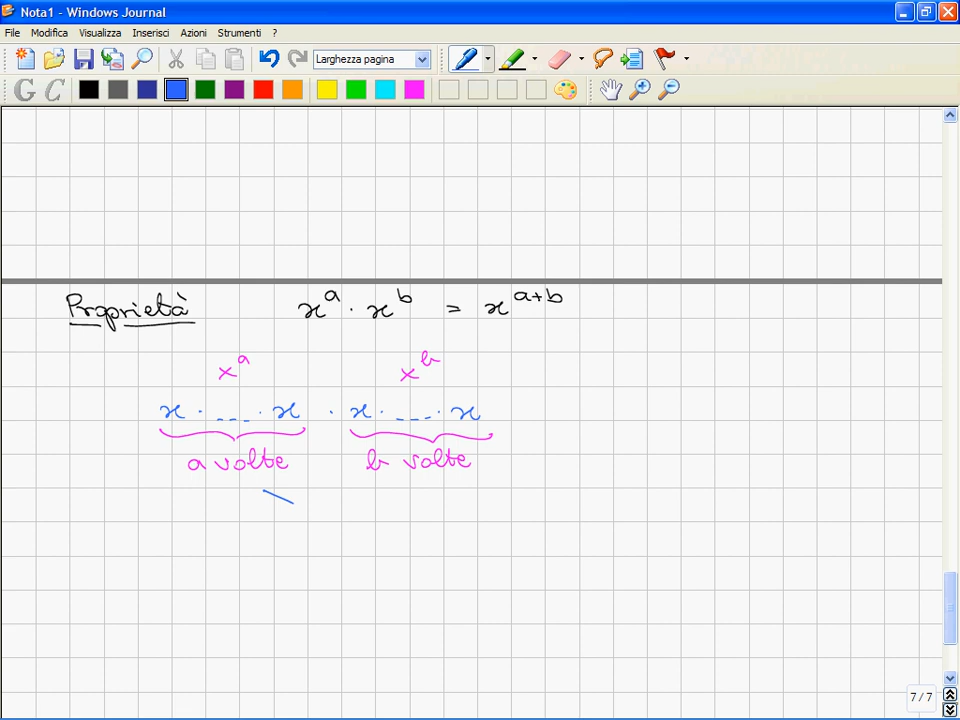 Nota1 - Windows Journal
File Modifica Visualizza Inserisci Azioni Strumenti ?
Larghezza pagina
G C
Proprietà x^a · x^b = x^{a+b}
x^a x^b
x · ... · x · x · ... · x
a volte b volte
7 / 7